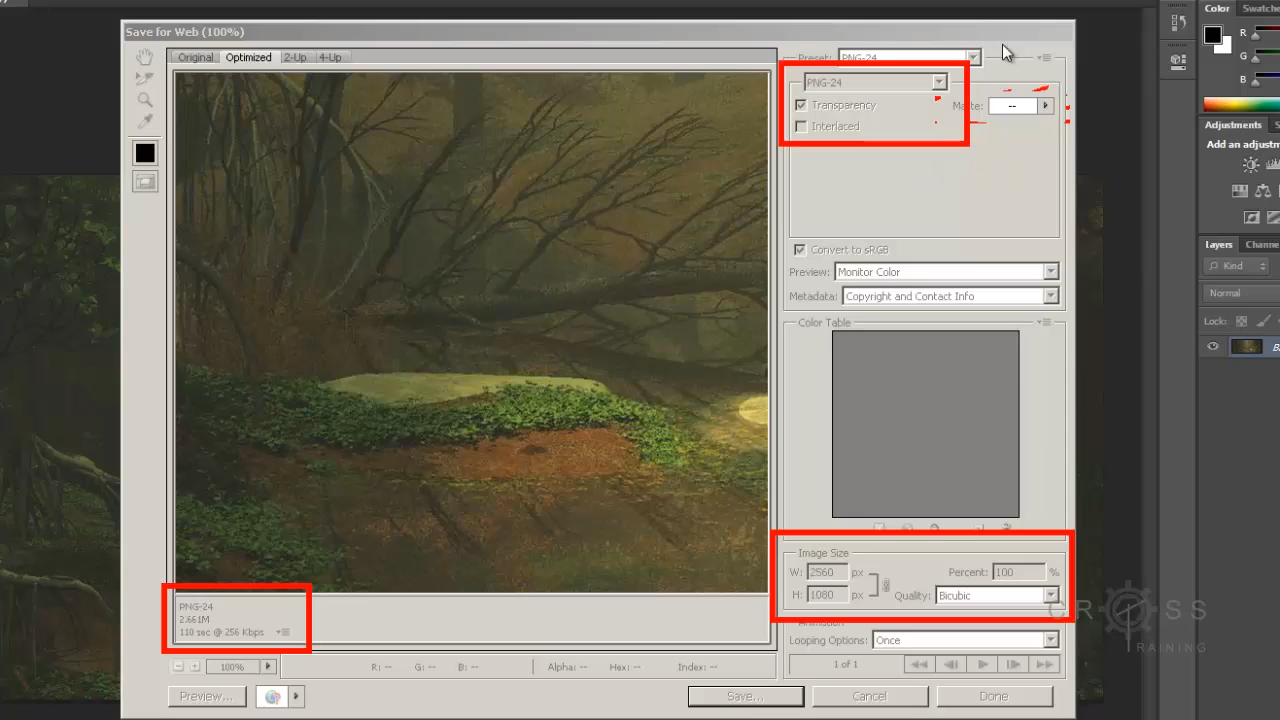 Save for Web (100%)
Original Optimized 2-Up 4-Up
Preset: PNG-24
PNG-24
Transparency
Matte: --
Interlaced
Convert to sRGB
Preview: Monitor Color
Metadata: Copyright and Contact Info
Color Table
Image Size
W: 2560 px
Percent: 100 %
H: 1080 px
Quality: Bicubic
Animation
Looping Options: Once
1 of 1
PNG-24
2.661M
110 sec @ 256 Kbps
100%
R: -- G: -- B: -- Alpha: -- Hex: -- Index: --
Preview...
Save...
Cancel
Done
Color
R
G
B
Adjustments
Add an
Layers
Kind
Normal
Lock:
CROSS
TRAINING